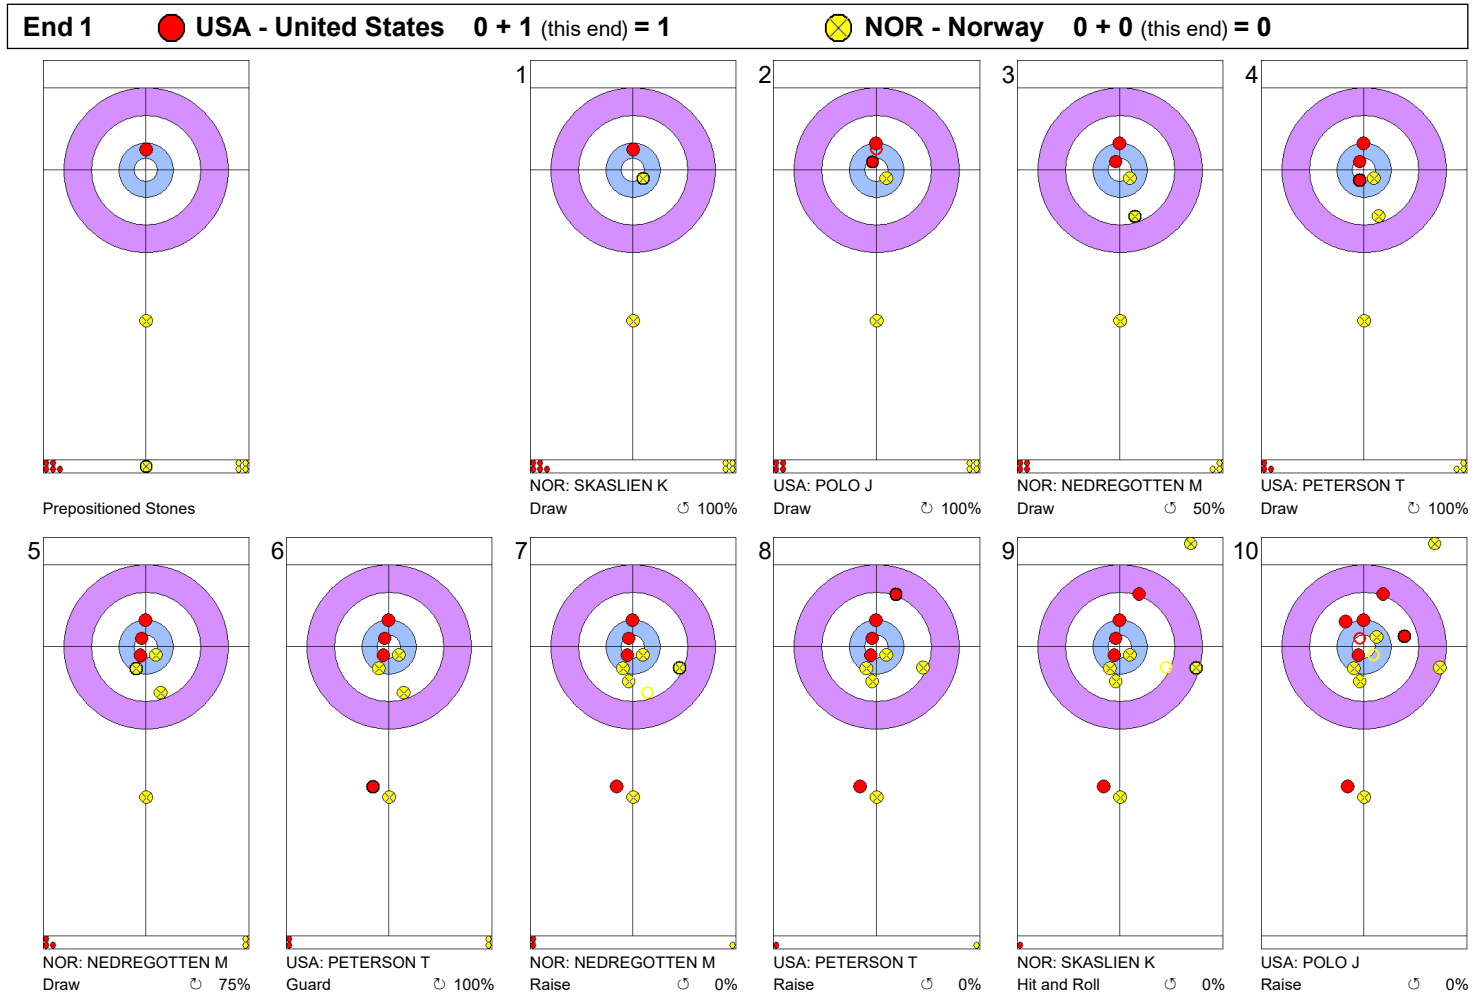 End 1 USA - United States 0 + 1 (this end) = 1 NOR - Norway 0 + 0 (this end) = 0
1 2 3 4
Prepositioned Stones
NOR: SKASLIEN K
Draw ↺ 100%
USA: POLO J
Draw ↻ 100%
NOR: NEDREGOTTEN M
Draw ↺ 50%
USA: PETERSON T
Draw ↻ 100%
5 6 7 8 9 10
NOR: NEDREGOTTEN M
Draw ↻ 75%
USA: PETERSON T
Guard ↻ 100%
NOR: NEDREGOTTEN M
Raise ↺ 0%
USA: PETERSON T
Raise ↺ 0%
NOR: SKASLIEN K
Hit and Roll ↺ 0%
USA: POLO J
Raise ↺ 0%